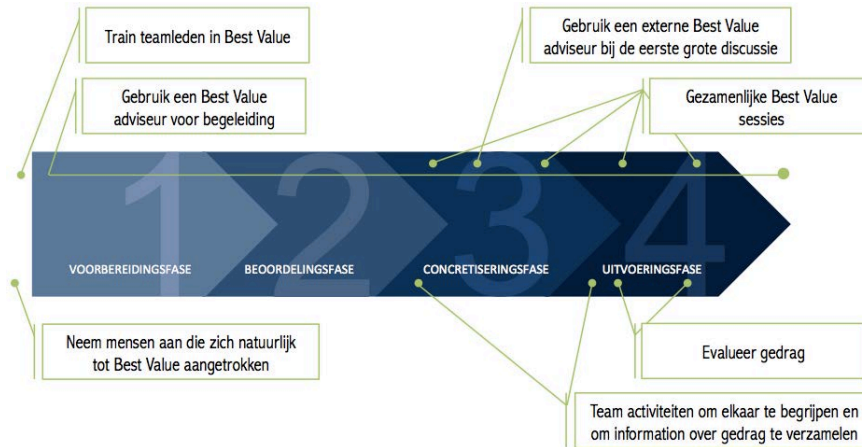 Train teamleden in Best Value
Gebruik een externe Best Value
adviseur bij de eerste grote discussie
Gebruik een Best Value
adviseur voor begeleiding
Gezamenlijke Best Value
sessies
1 2 3 4
VOORBEREIDINGSFASE BEOORDELINGSFASE CONCRETISERINGSFASE UITVOERINGSFASE
Neem mensen aan die zich natuurlijk
tot Best Value aangetrokken
Evalueer gedrag
Team activiteiten om elkaar te begrijpen en
om information over gedrag te verzamelen